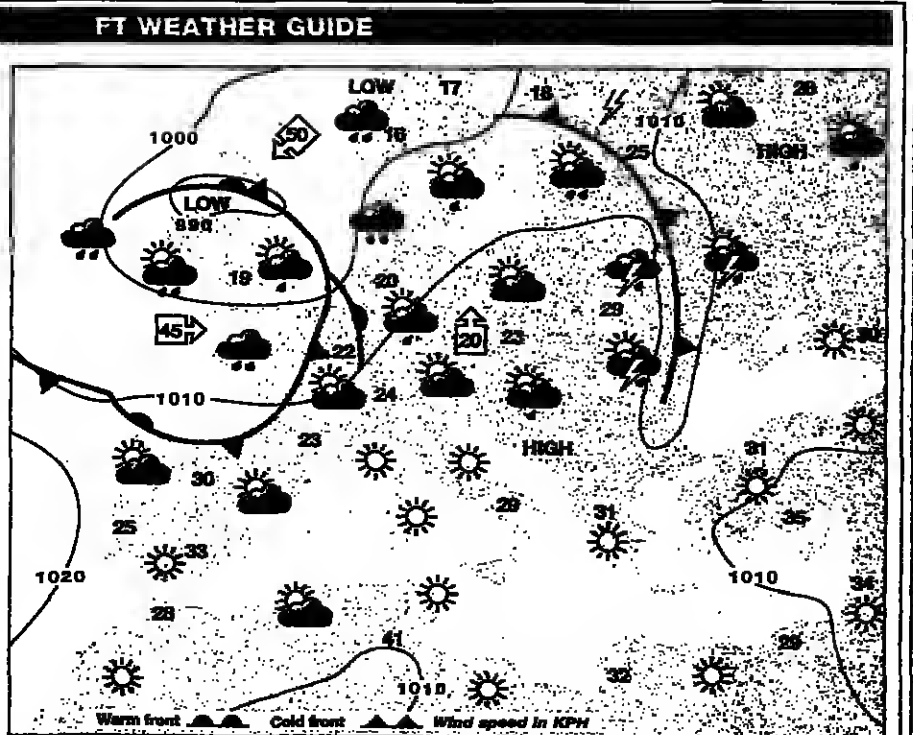 FT WEATHER GUIDE
LOW 17 18 28
1000 50 16 1010
25 HIGH
LOW
990
19 20
29
45 20 23 30
22
1010 24
23 HIGH
30 31
29 31
25 35
33
1020 1010 34
28
41 29
1010 32
Warm front Cold front Wind speed in KPH